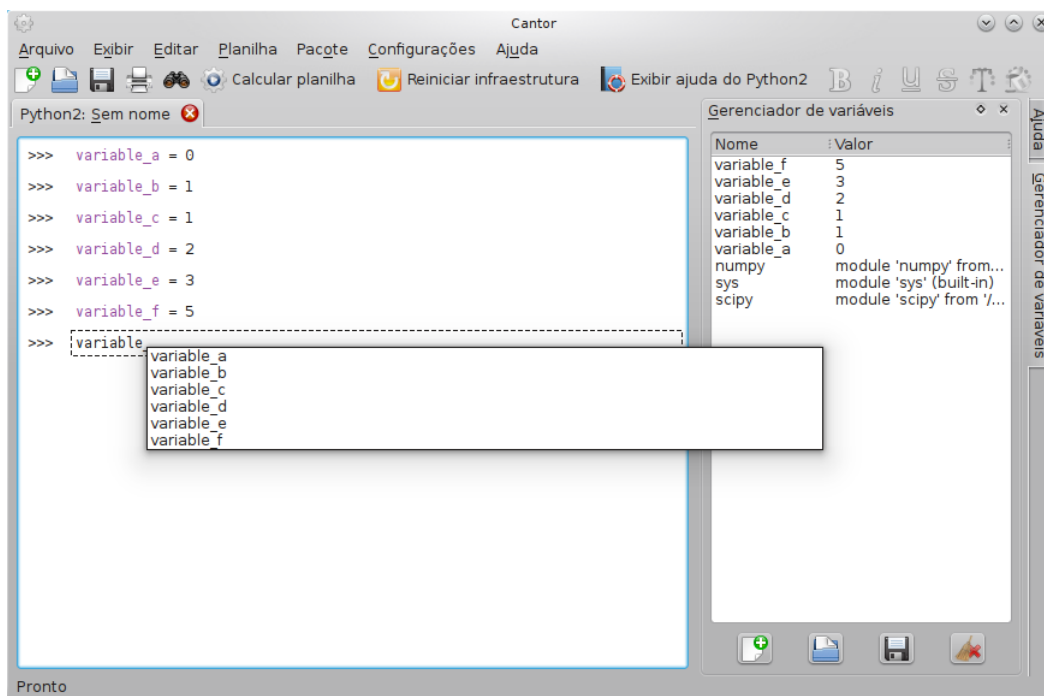 Cantor
Arquivo Exibir Editar Planilha Pacote Configurações Ajuda
Calcular planilha Reiniciar infraestrutura Exibir ajuda do Python2 B i U S T
Python2: Sem nome
>>> variable_a = 0
>>> variable_b = 1
>>> variable_c = 1
>>> variable_d = 2
>>> variable_e = 3
>>> variable_f = 5
>>> variable_
variable_a
variable_b
variable_c
variable_d
variable_e
variable_f
Gerenciador de variáveis
Nome Valor
variable_f 5
variable_e 3
variable_d 2
variable_c 1
variable_b 1
variable_a 0
numpy module 'numpy' from...
sys module 'sys' (built-in)
scipy module 'scipy' from '/...
Ajuda
Gerenciador de variáveis
Pronto